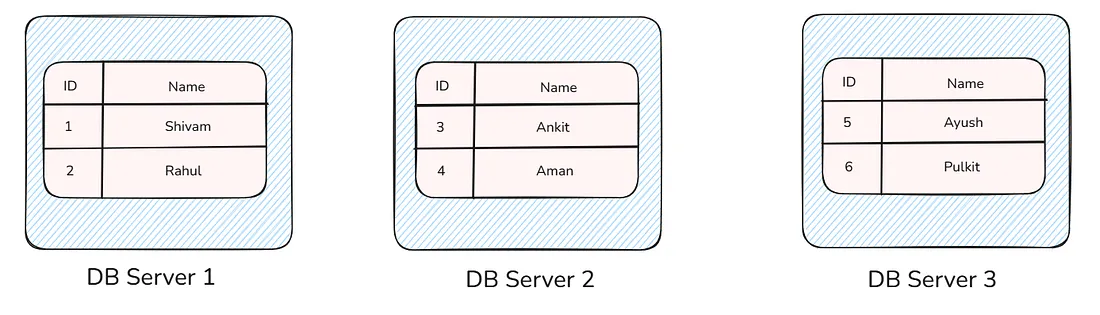 ID Name
1 Shivam
2 Rahul
DB Server 1
ID Name
3 Ankit
4 Aman
DB Server 2
ID Name
5 Ayush
6 Pulkit
DB Server 3